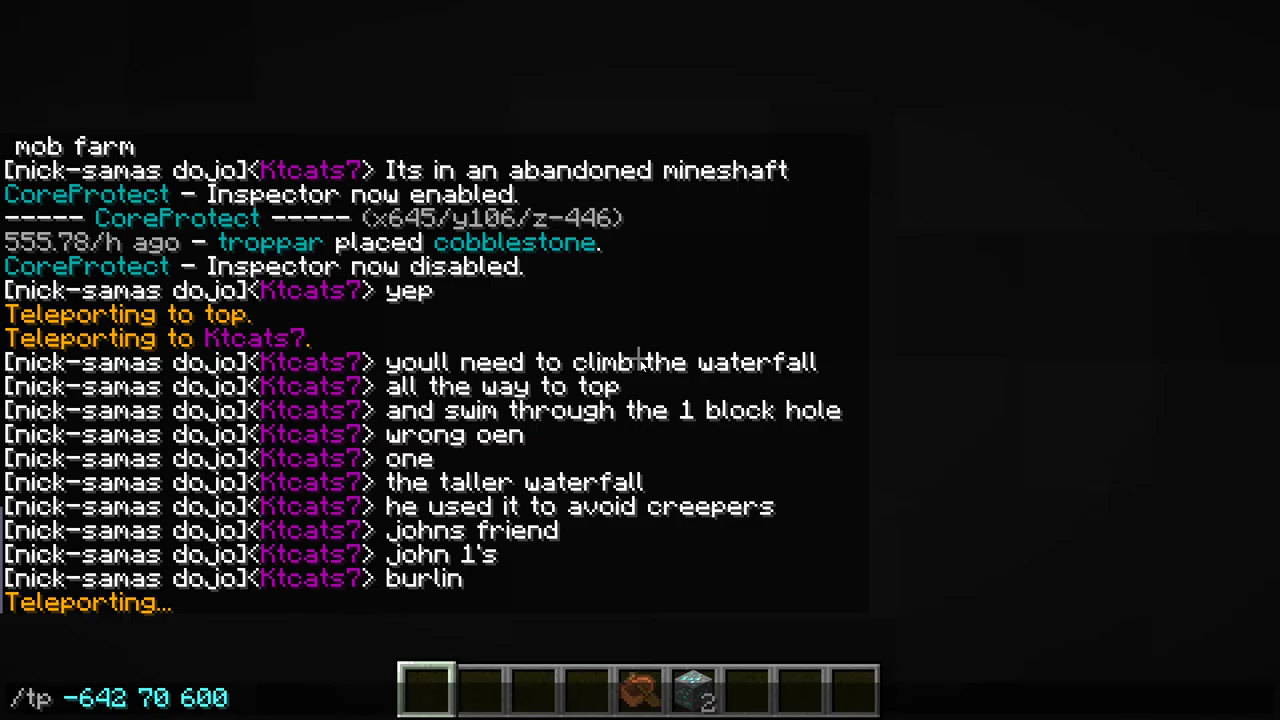 mob farm
[nick-samas dojo]<Ktcats7> Its in an abandoned mineshaft
CoreProtect - Inspector now enabled.
----- CoreProtect ----- (x645/y106/z-446)
555.78/h ago - troppar placed cobblestone.
CoreProtect - Inspector now disabled.
[nick-samas dojo]<Ktcats7> yep
Teleporting to top.
Teleporting to Ktcats7.
[nick-samas dojo]<Ktcats7> youll need to climb the waterfall
[nick-samas dojo]<Ktcats7> all the way to top
[nick-samas dojo]<Ktcats7> and swim through the 1 block hole
[nick-samas dojo]<Ktcats7> wrong oen
[nick-samas dojo]<Ktcats7> one
[nick-samas dojo]<Ktcats7> the taller waterfall
[nick-samas dojo]<Ktcats7> he used it to avoid creepers
[nick-samas dojo]<Ktcats7> johns friend
[nick-samas dojo]<Ktcats7> john 1's
[nick-samas dojo]<Ktcats7> burlin
Teleporting...
2
/tp -642 70 600